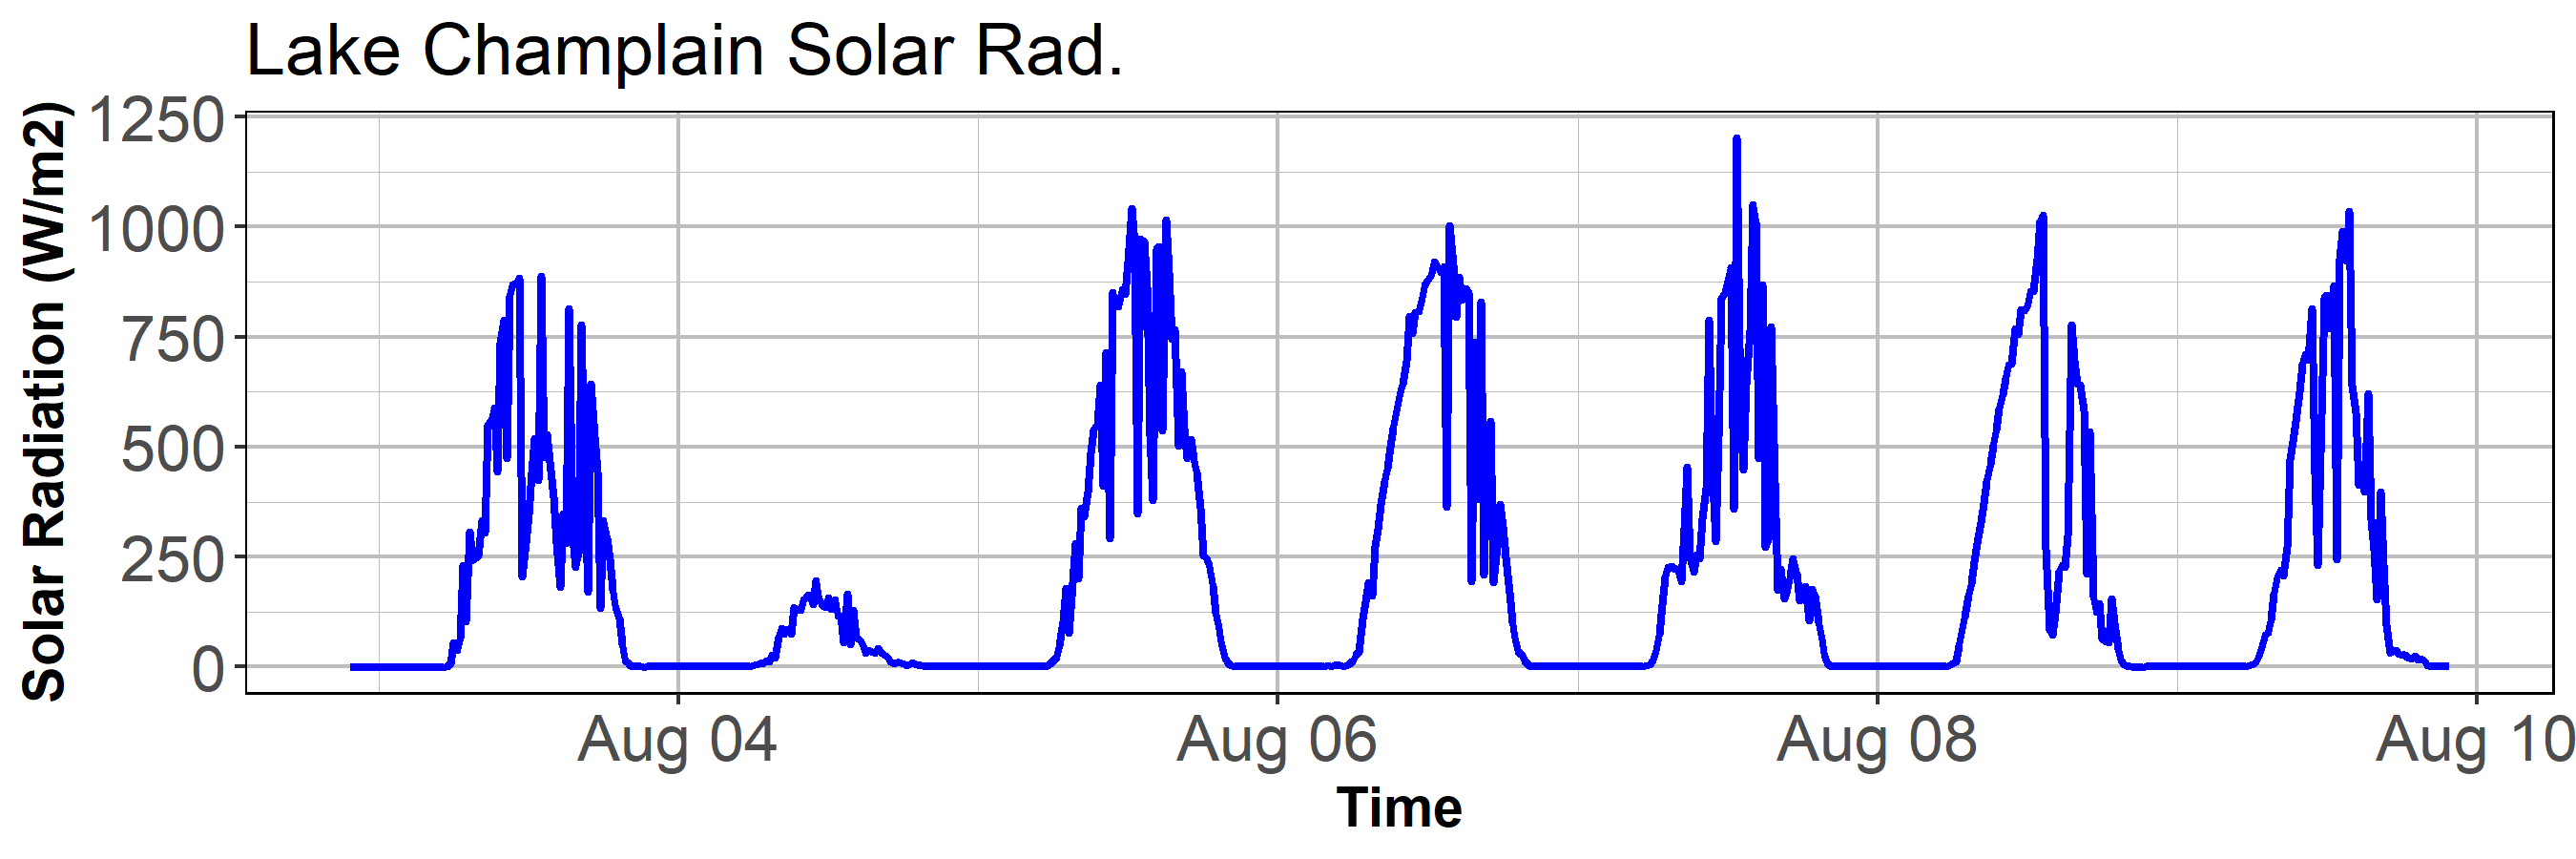 Lake Champlain Solar Rad.
Solar Radiation (W/m2)
1250
1000
750
500
250
0
Aug 04 Aug 06 Aug 08 Aug 10
Time